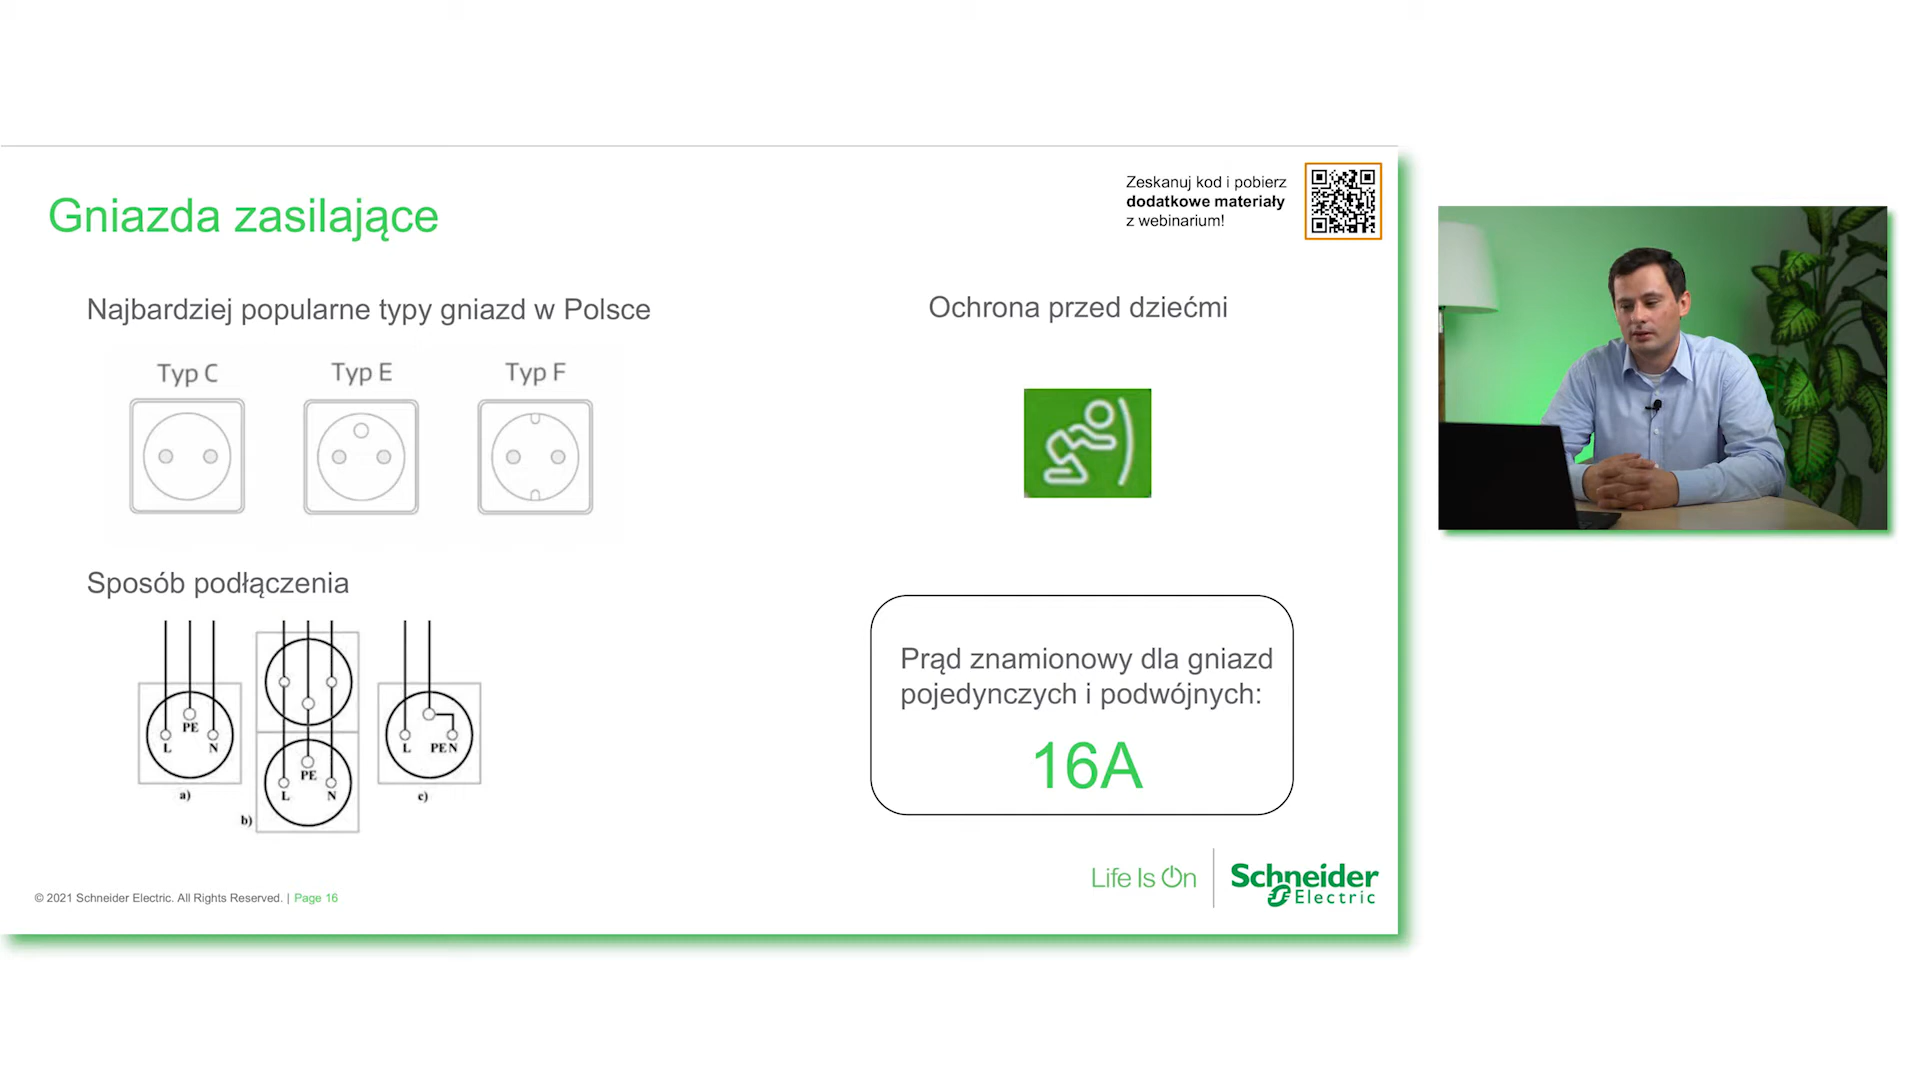 Zeskanuj kod i pobierz
dodatkowe materiały
z webinarium!
Gniazda zasilające
Najbardziej popularne typy gniazd w Polsce
Typ C
Typ E
Typ F
Ochrona przed dziećmi
Sposób podłączenia
PE
L
N
a)
PE
L
N
b)
L
PEN
c)
Prąd znamionowy dla gniazd
pojedynczych i podwójnych:
16A
Life Is On
Schneider
Electric
© 2021 Schneider Electric. All Rights Reserved. | Page 16